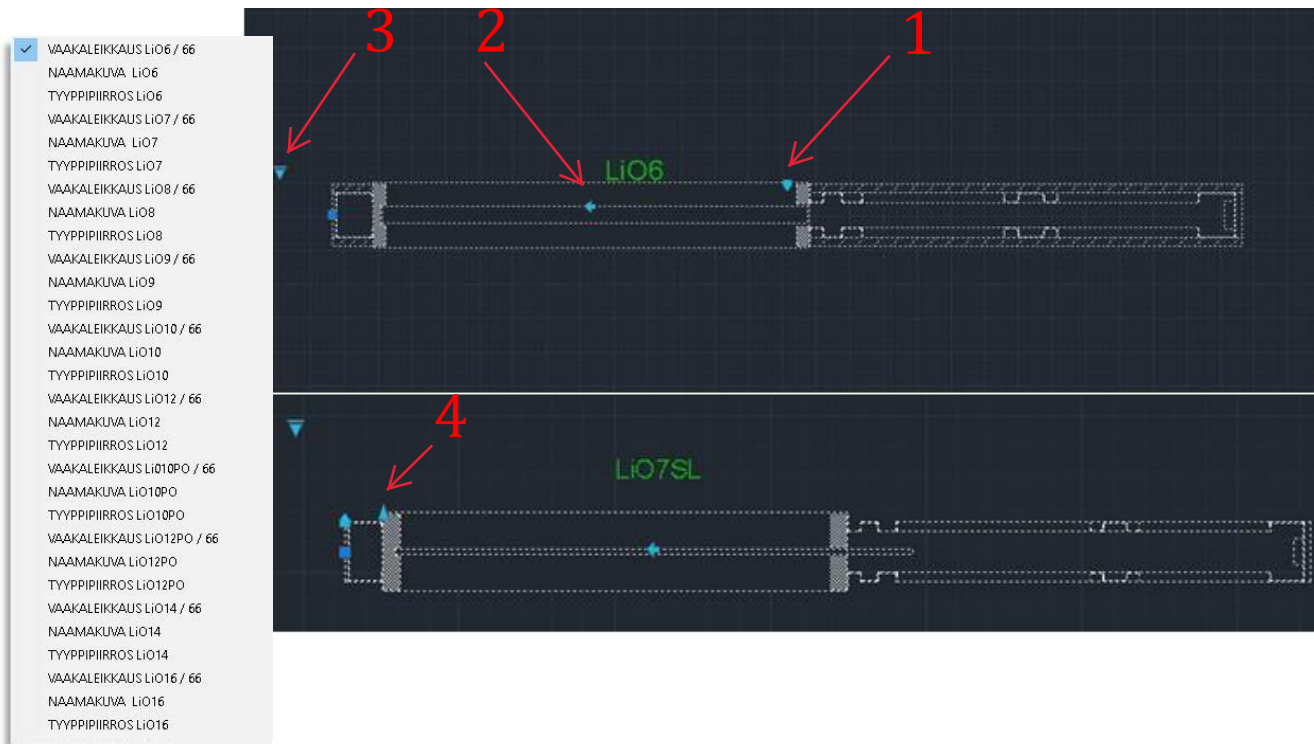 ✓ VAAKALEIKKAUS LiO6 / 66
NAAMAKUVA LiO6
TYYPPIPIIRROS LiO6
VAAKALEIKKAUS LiO7 / 66
NAAMAKUVA LiO7
TYYPPIPIIRROS LiO7
VAAKALEIKKAUS LiO8 / 66
NAAMAKUVA LiO8
TYYPPIPIIRROS LiO8
VAAKALEIKKAUS LiO9 / 66
NAAMAKUVA LiO9
TYYPPIPIIRROS LiO9
VAAKALEIKKAUS LiO10 / 66
NAAMAKUVA LiO10
TYYPPIPIIRROS LiO10
VAAKALEIKKAUS LiO12 / 66
NAAMAKUVA LiO12
TYYPPIPIIRROS LiO12
VAAKALEIKKAUS Li010PO / 66
NAAMAKUVA LiO10PO
TYYPPIPIIRROS LiO10PO
VAAKALEIKKAUS LiO12PO / 66
NAAMAKUVA LiO12PO
TYYPPIPIIRROS LiO12PO
VAAKALEIKKAUS LiO14 / 66
NAAMAKUVA LiO14
TYYPPIPIIRROS LiO14
VAAKALEIKKAUS LiO16 / 66
NAAMAKUVA LiO16
TYYPPIPIIRROS LiO16
3 2 1
LiO6
4
LiO7SL